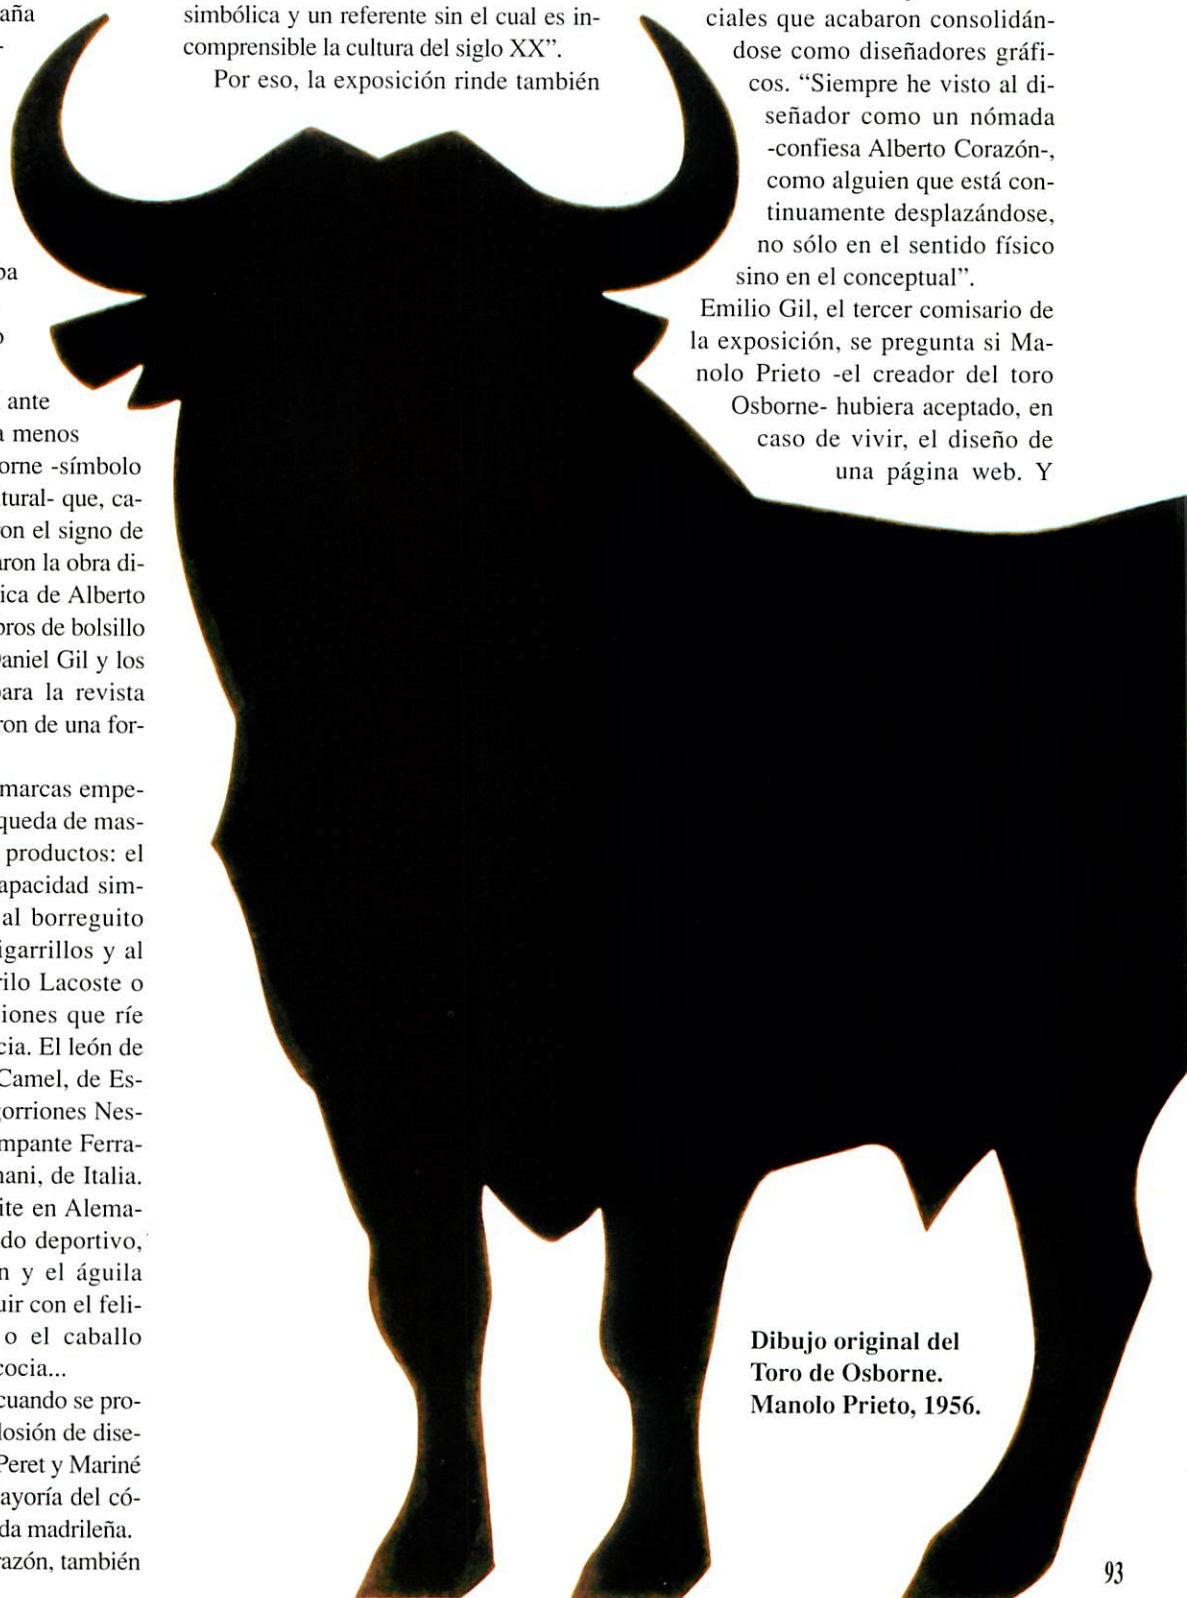 aña
ba
o
ante
a menos
orne -símbolo
tural- que, ca-
on el signo de
aron la obra di-
ica de Alberto
bros de bolsillo
aniel Gil y los
para la revista
ron de una for-
marcas empe-
queda de mas-
productos: el
apacidad sim-
al borreguito
igarrillos y al
rilo Lacoste o
iones que ríe
cia. El león de
Camel, de Es-
gorriones Nes-
mpante Ferra-
nani, de Italia.
ite en Alema-
do deportivo,
n y el águila
uir con el feli-
o el caballo
cocia...
cuando se pro-
losión de dise-
Peret y Mariné
ayoría del có-
da madrileña.
razón, también
simbólica y un referente sin el cual es in-
comprensible la cultura del siglo XX”.
Por eso, la exposición rinde también
ciales que acabaron consolidán-
dose como diseñadores gráfi-
cos. “Siempre he visto al di-
señador como un nómada
-confiesa Alberto Corazón-,
como alguien que está con-
tinuamente desplazándose,
no sólo en el sentido físico
sino en el conceptual”.
Emilio Gil, el tercer comisario de
la exposición, se pregunta si Ma-
nolo Prieto -el creador del toro
Osborne- hubiera aceptado, en
caso de vivir, el diseño de
una página web. Y
Dibujo original del
Toro de Osborne.
Manolo Prieto, 1956.
93